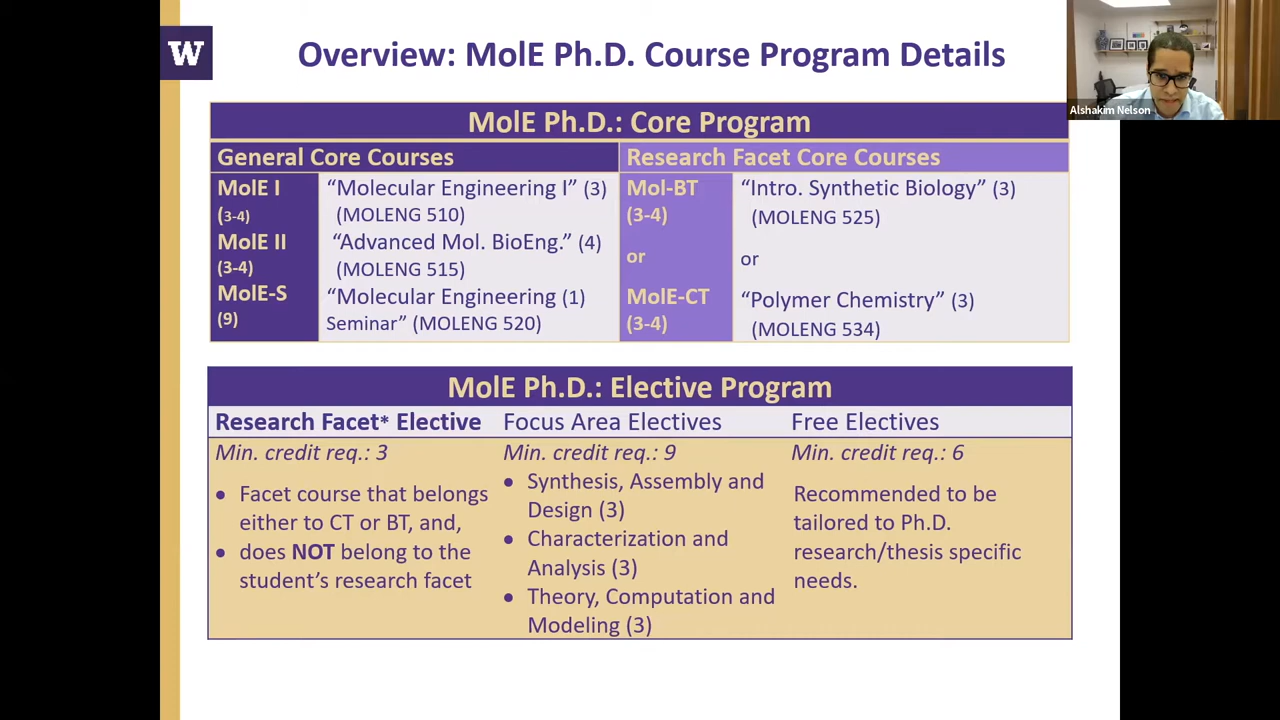 W
Overview: MolE Ph.D. Course Program Details
Alshakim Nelson
MolE Ph.D.: Core Program
General Core Courses
Research Facet Core Courses
MolE I
(3-4)
“Molecular Engineering I” (3)
(MOLENG 510)
MolE II
(3-4)
“Advanced Mol. BioEng.” (4)
(MOLENG 515)
MolE-S
(9)
“Molecular Engineering (1)
Seminar” (MOLENG 520)
Mol-BT
(3-4)
“Intro. Synthetic Biology” (3)
(MOLENG 525)
or
or
MolE-CT
(3-4)
“Polymer Chemistry” (3)
(MOLENG 534)
MolE Ph.D.: Elective Program
Research Facet* Elective
Min. credit req.: 3
• Facet course that belongs
either to CT or BT, and,
• does NOT belong to the
student’s research facet
Focus Area Electives
Min. credit req.: 9
• Synthesis, Assembly and
Design (3)
• Characterization and
Analysis (3)
• Theory, Computation and
Modeling (3)
Free Electives
Min. credit req.: 6
Recommended to be
tailored to Ph.D.
research/thesis specific
needs.